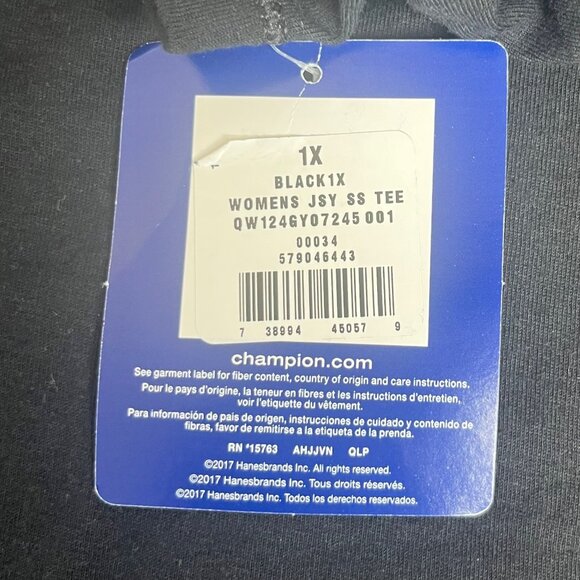 1X
BLACK1X
WOMENS JSY SS TEE
QW124GY07245 001
00034
579046443
7 38994 45057 9
champion.com
See garment label for fiber content, country of origin and care instructions.
Pour le pays d'origine, la teneur en fibres et les instructions d'entretien,
voir l'etiquette du vêtement.
Para información de pais de origen, instrucciones de cuidado y contenido de
fibras, favor de remitirse a la etiqueta de la prenda.
RN #15763 AHJJVN QLP
©2017 Hanesbrands Inc. All rights reserved.
©2017 Hanesbrands Inc. Tous droits réservés.
©2017 Hanesbrands Inc. Todos los derechos reservados.